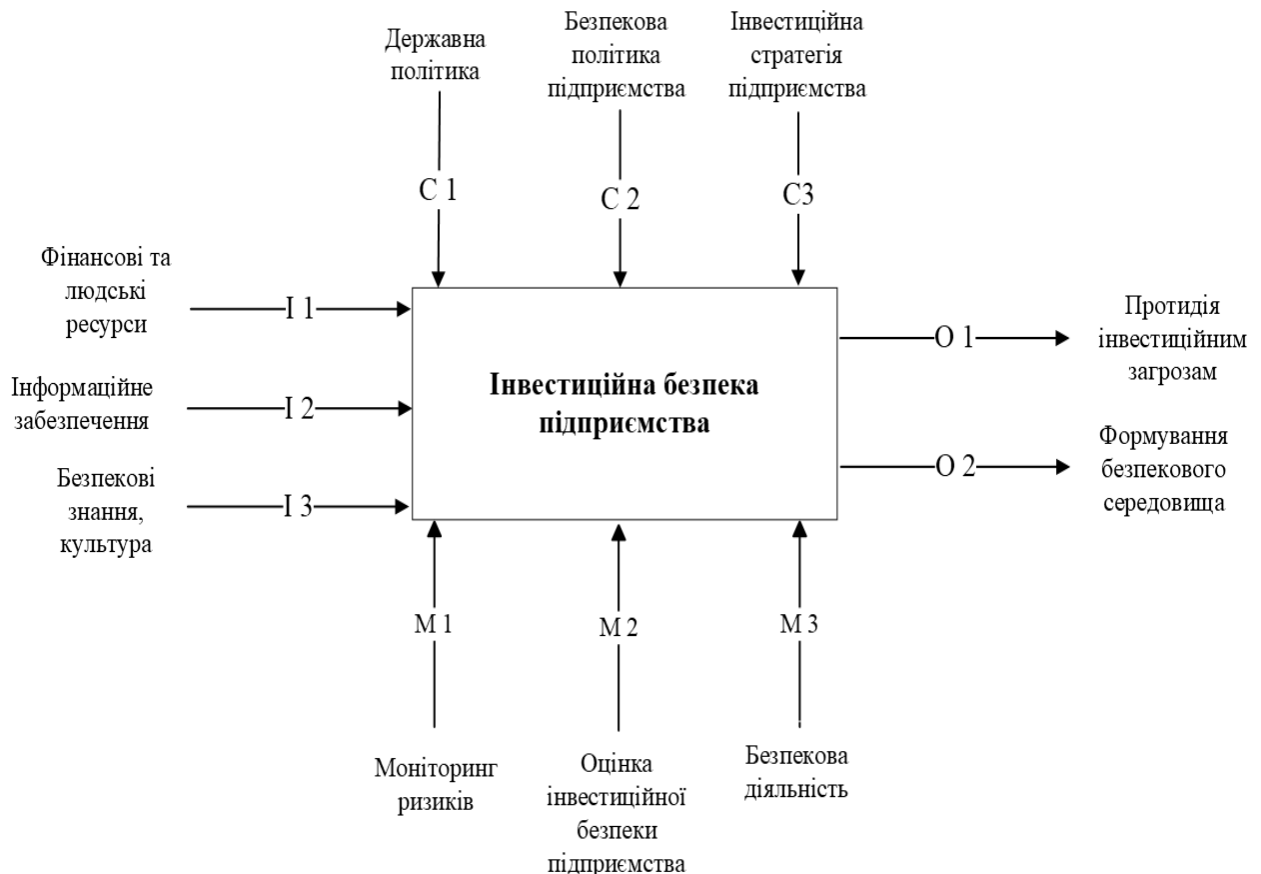 Державна
політика
Безпекова
політика
підприємства
Інвестиційна
стратегія
підприємства
С 1
С 2
С3
Фінансові та
людські
ресурси
І 1
Інформаційне
забезпечення
І 2
Безпекові
знання,
культура
І 3
Інвестиційна безпека
підприємства
О 1
Протидія
інвестиційним
загрозам
О 2
Формування
безпекового
середовища
М 1
М 2
М 3
Моніторинг
ризиків
Оцінка
інвестиційної
безпеки
підприємства
Безпекова
діяльність